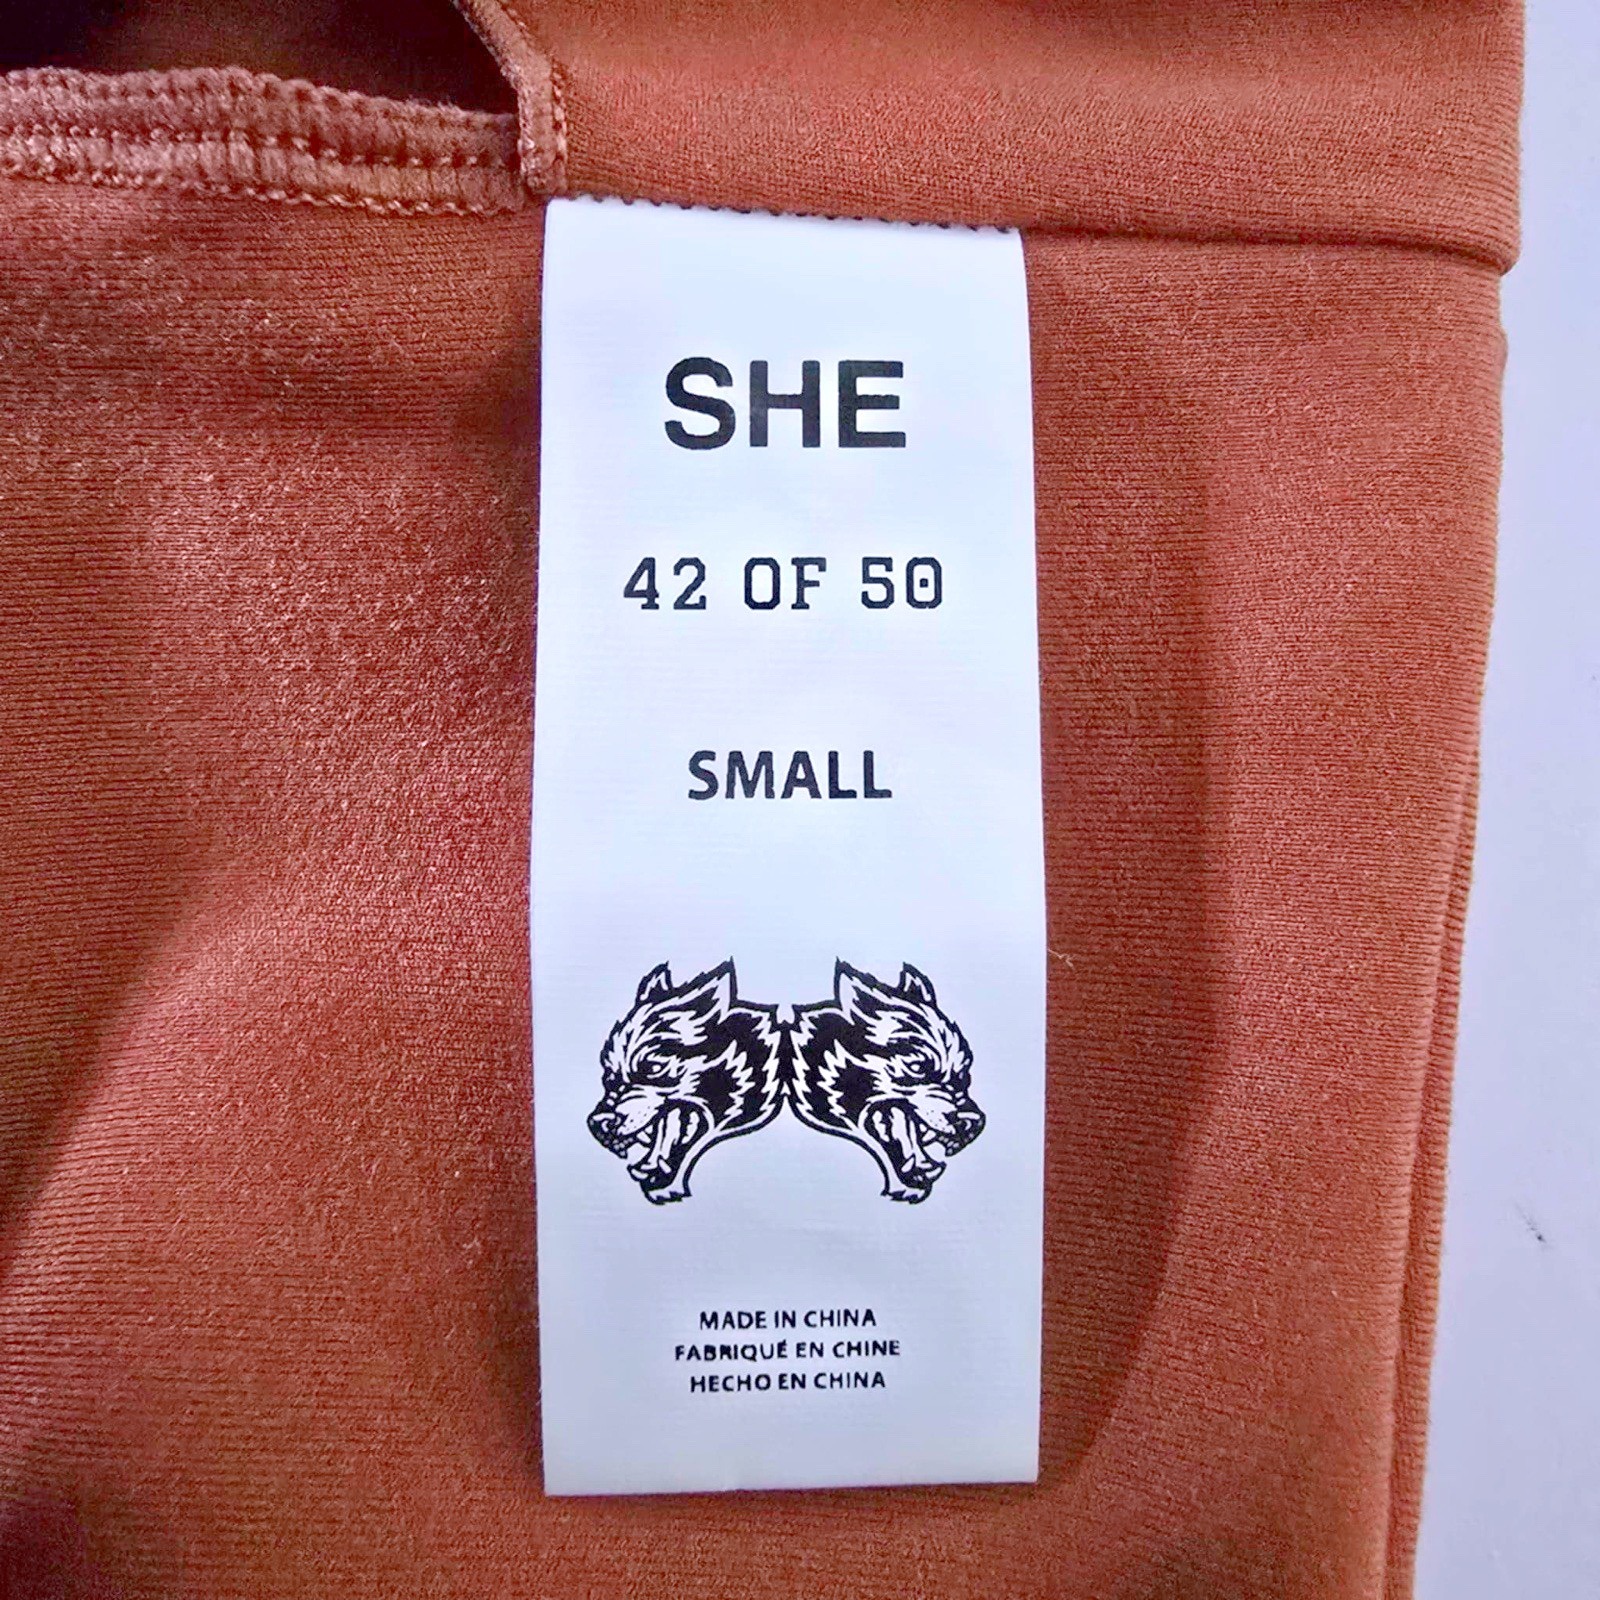 SHE
42 OF 50
SMALL
MADE IN CHINA
FABRIQUÉ EN CHINE
HECHO EN CHINA